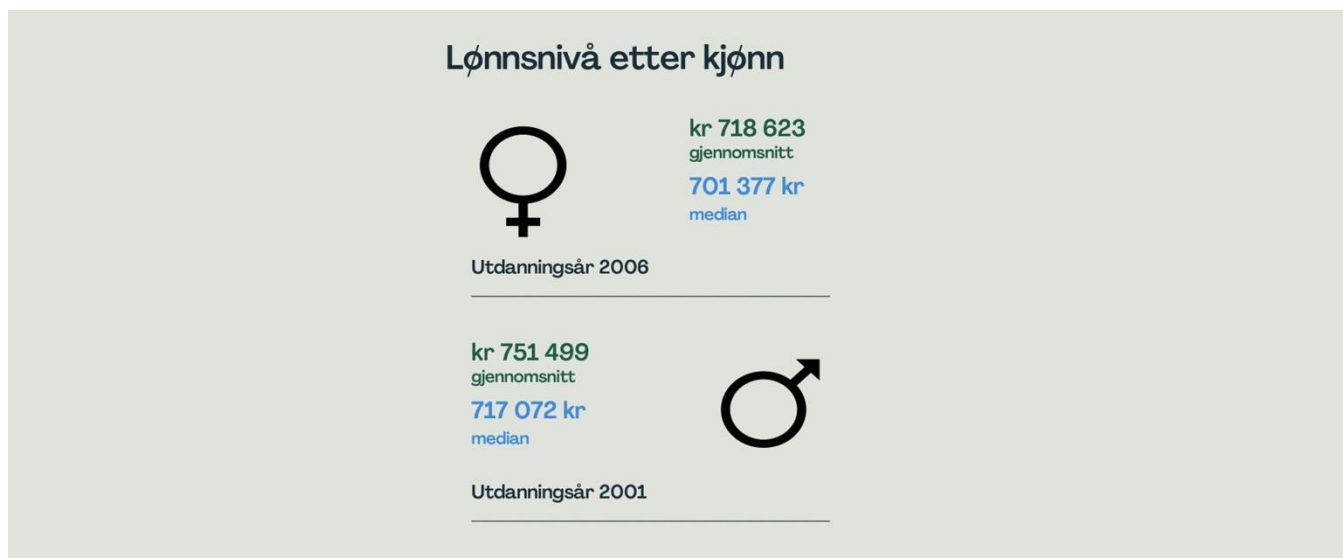 Lønnsnivå etter kjønn
kr 718 623
gjennomsnitt
701 377 kr
median
Utdanningsår 2006
kr 751 499
gjennomsnitt
717 072 kr
median
Utdanningsår 2001